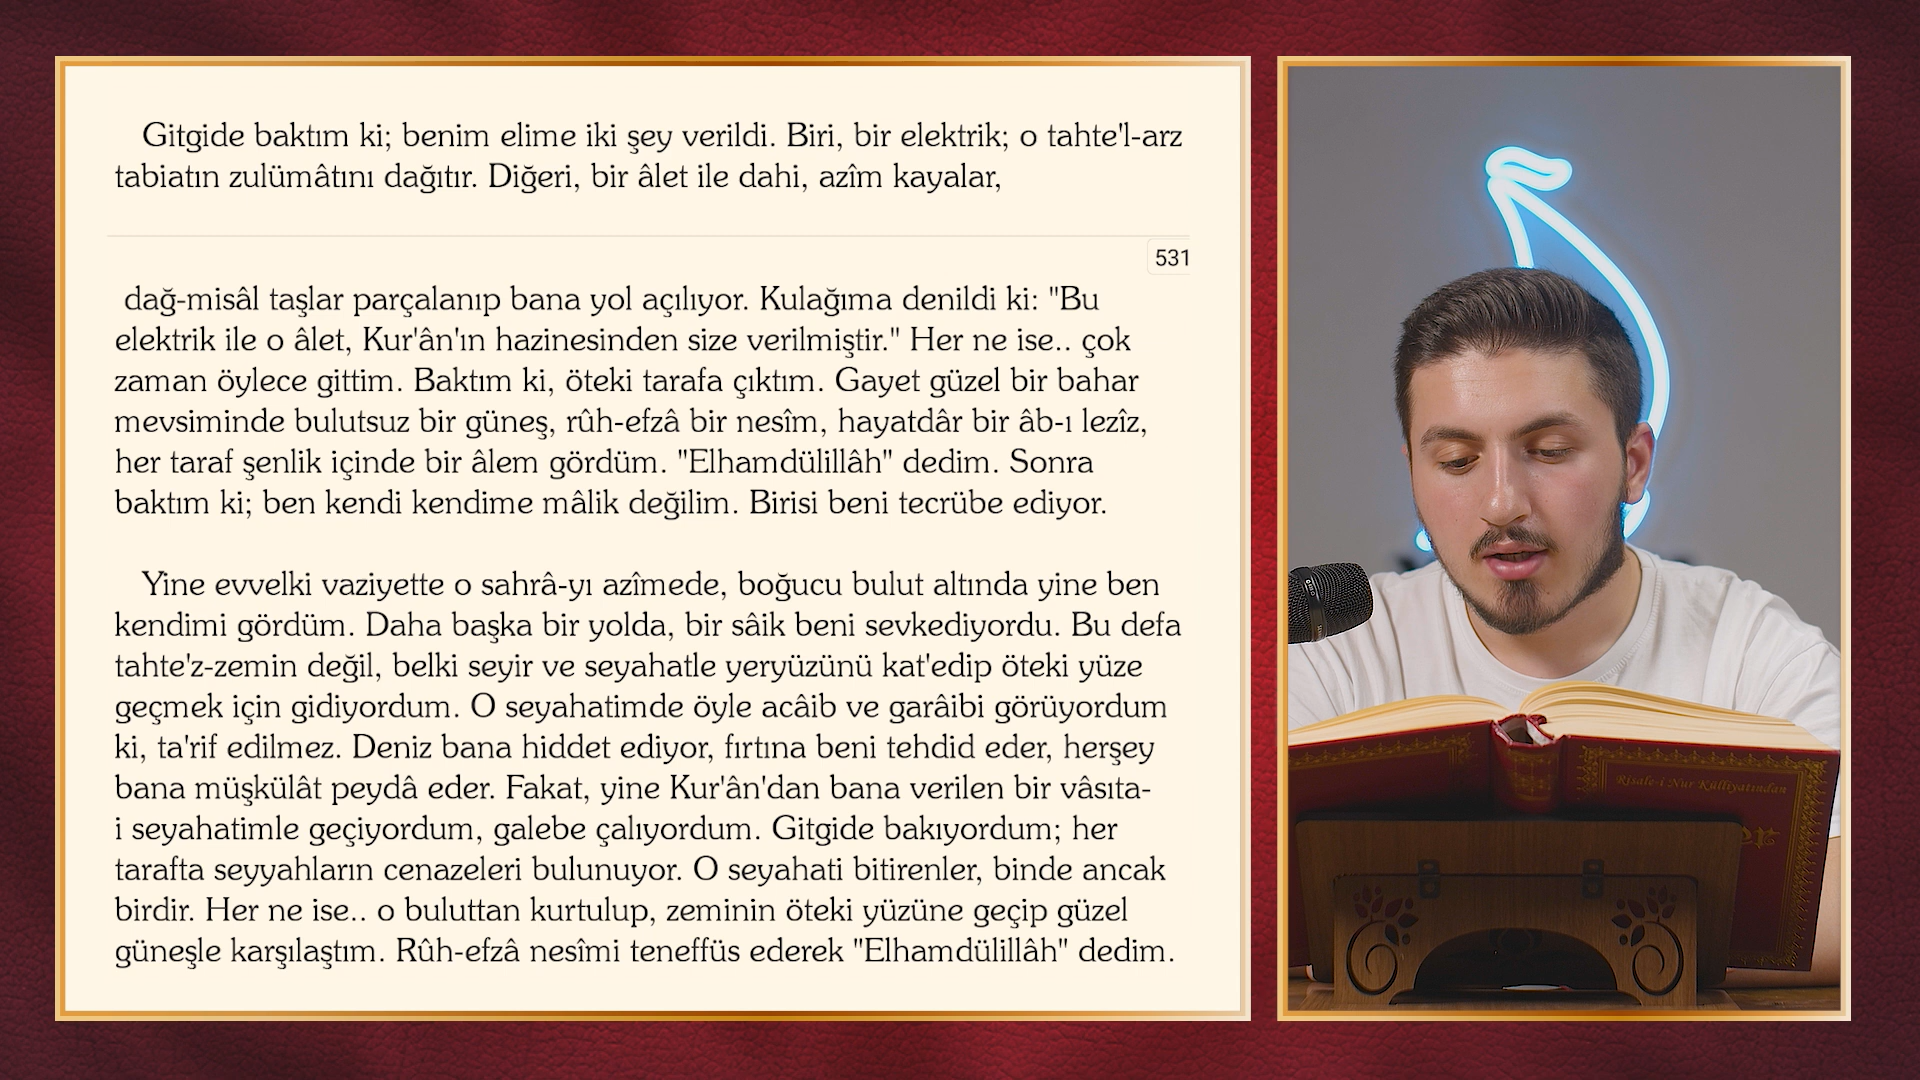 Gitgide baktım ki; benim elime iki şey verildi. Biri, bir elektrik; o tahte'l-arz
tabiatın zulümâtını dağıtır. Diğeri, bir âlet ile dahi, azîm kayalar,
531
dağ-misâl taşlar parçalanıp bana yol açılıyor. Kulağıma denildi ki: "Bu
elektrik ile o âlet, Kur'ân'ın hazinesinden size verilmiştir." Her ne ise.. çok
zaman öylece gittim. Baktım ki, öteki tarafa çıktım. Gayet güzel bir bahar
mevsiminde bulutsuz bir güneş, rûh-efzâ bir nesîm, hayatdâr bir âb-ı lezîz,
her taraf şenlik içinde bir âlem gördüm. "Elhamdülillâh" dedim. Sonra
baktım ki; ben kendi kendime mâlik değilim. Birisi beni tecrübe ediyor.
Yine evvelki vaziyette o sahrâ-yı azîmede, boğucu bulut altında yine ben
kendimi gördüm. Daha başka bir yolda, bir sâik beni sevkediyordu. Bu defa
tahte'z-zemin değil, belki seyir ve seyahatle yeryüzünü kat'edip öteki yüze
geçmek için gidiyordum. O seyahatimde öyle acâib ve garâibi görüyordum
ki, ta'rif edilmez. Deniz bana hiddet ediyor, fırtına beni tehdid eder, herşey
bana müşkülât peydâ eder. Fakat, yine Kur'ân'dan bana verilen bir vâsıta-
i seyahatimle geçiyordum, galebe çalıyordum. Gitgide bakıyordum; her
tarafta seyyahların cenazeleri bulunuyor. O seyahati bitirenler, binde ancak
birdir. Her ne ise.. o buluttan kurtulup, zeminin öteki yüzüne geçip güzel
güneşle karşılaştım. Rûh-efzâ nesîmi teneffüs ederek "Elhamdülillâh" dedim.
Risale-i Nur Külliyatından